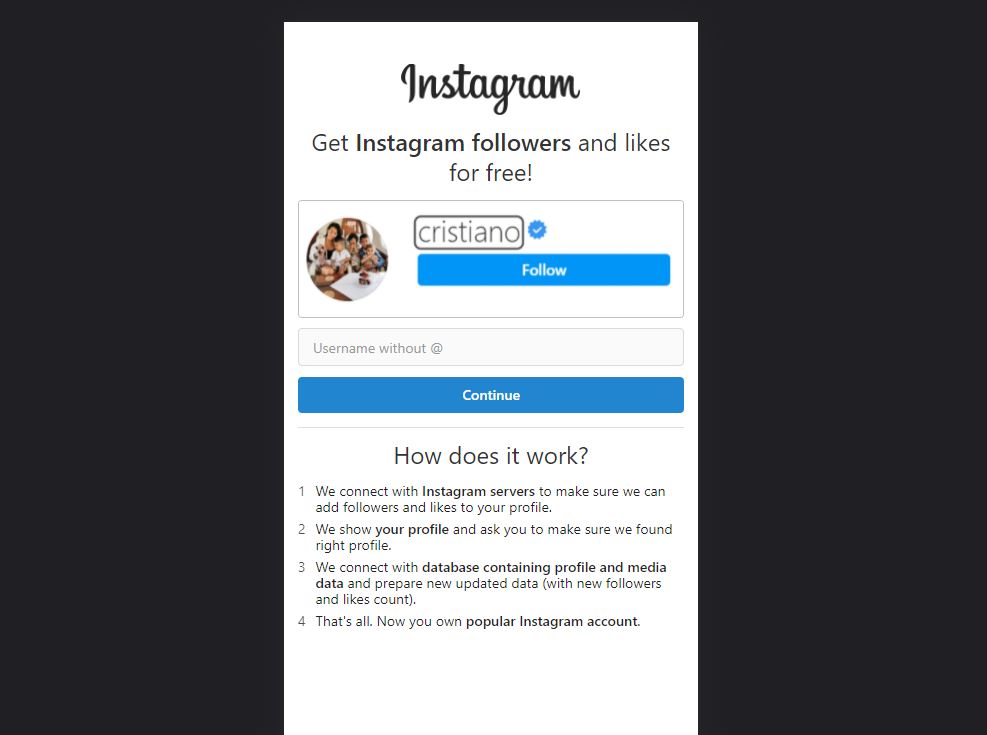 Instagram
Get Instagram followers and likes
for free!
cristiano
Follow
Username without @
Continue
How does it work?
1 We connect with Instagram servers to make sure we can
add followers and likes to your profile.
2 We show your profile and ask you to make sure we found
right profile.
3 We connect with database containing profile and media
data and prepare new updated data (with new followers
and likes count).
4 That's all. Now you own popular Instagram account.